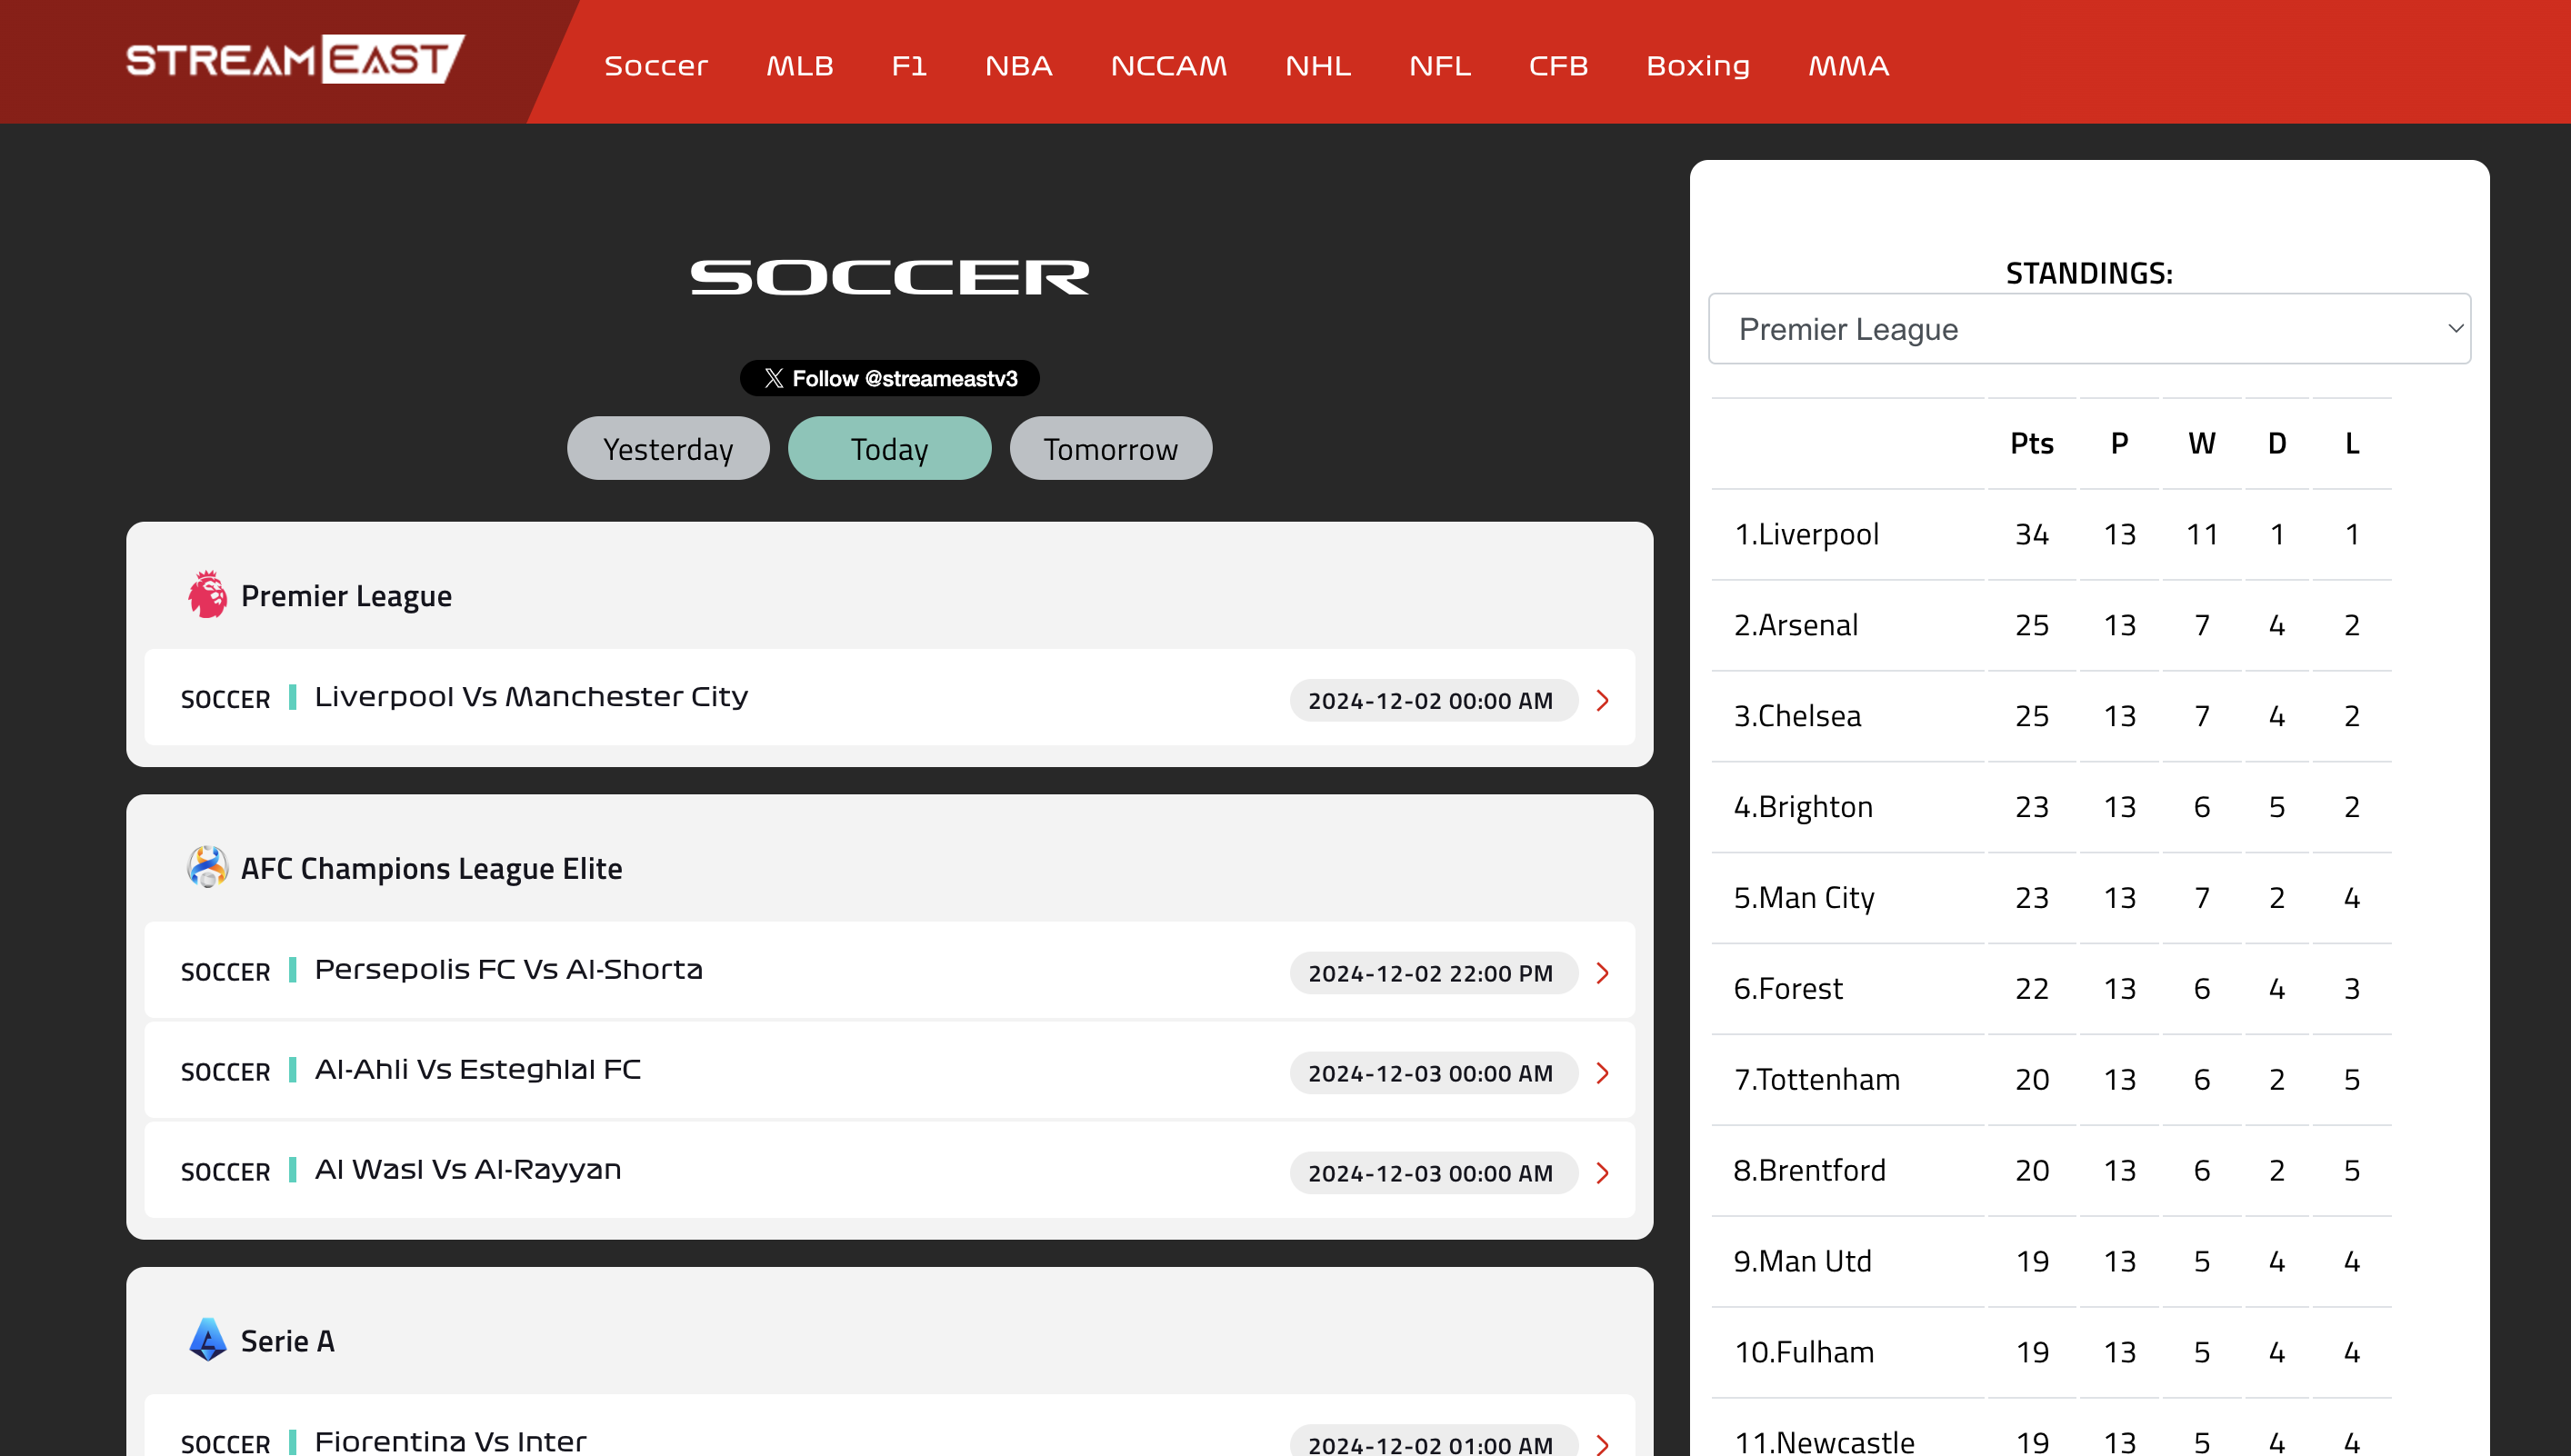 STREAMEAST
Soccer MLB F1 NBA NCCAM NHL NFL CFB Boxing MMA
SOCCER
Follow @streameastv3
Yesterday Today Tomorrow
Premier League
SOCCER Liverpool Vs Manchester City 2024-12-02 00:00 AM
AFC Champions League Elite
SOCCER Persepolis FC Vs Al-Shorta 2024-12-02 22:00 PM
SOCCER Al-Ahli Vs Esteghlal FC 2024-12-03 00:00 AM
SOCCER Al Wasl Vs Al-Rayyan 2024-12-03 00:00 AM
Serie A
SOCCER Fiorentina Vs Inter 2024-12-02 01:00 AM
STANDINGS:
Premier League
Pts P W D L
1.Liverpool 34 13 11 1 1
2.Arsenal 25 13 7 4 2
3.Chelsea 25 13 7 4 2
4.Brighton 23 13 6 5 2
5.Man City 23 13 7 2 4
6.Forest 22 13 6 4 3
7.Tottenham 20 13 6 2 5
8.Brentford 20 13 6 2 5
9.Man Utd 19 13 5 4 4
10.Fulham 19 13 5 4 4
11.Newcastle 19 13 5 4 4